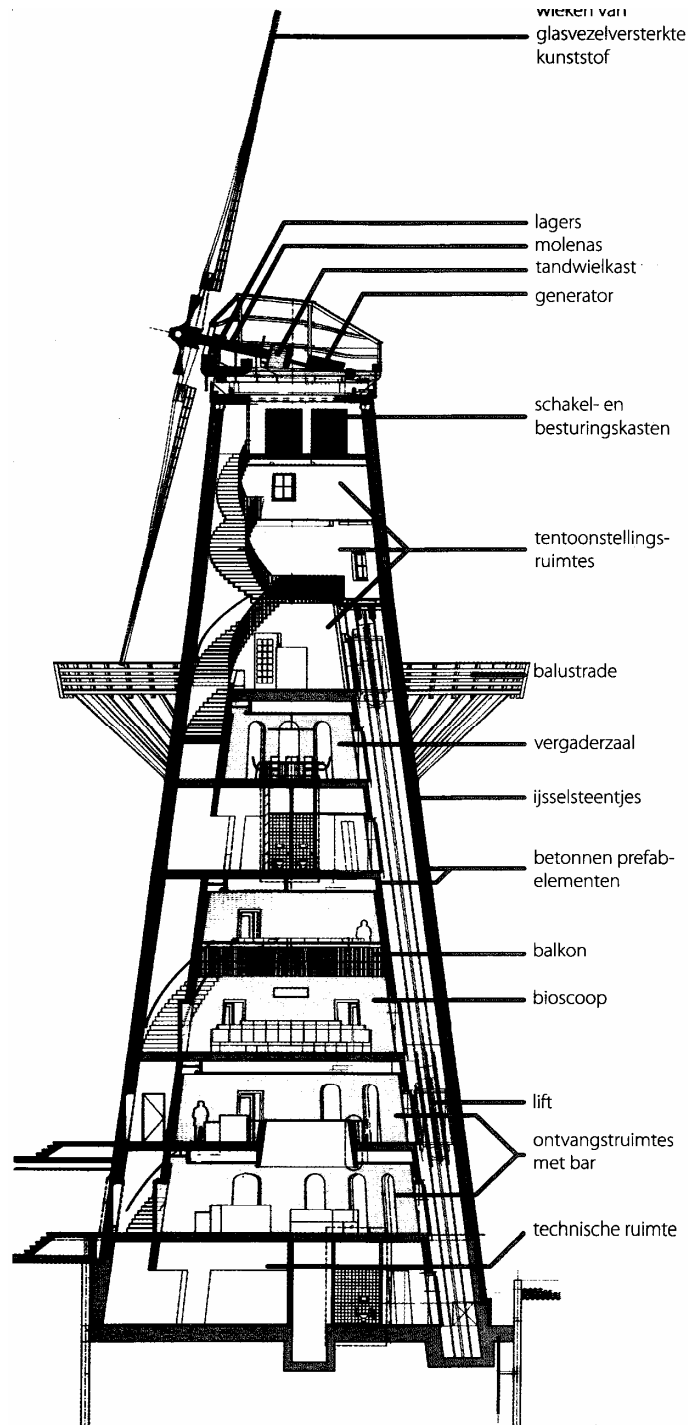 wieken van
glasvezelversterkte
kunststof
lagers
molenas
tandwielkast
generator
schakel- en
besturingskasten
tentoonstellings-
ruimtes
balustrade
vergaderzaal
ijsselsteentjes
betonnen prefab-
elementen
balkon
bioscoop
lift
ontvangstruimtes
met bar
technische ruimte